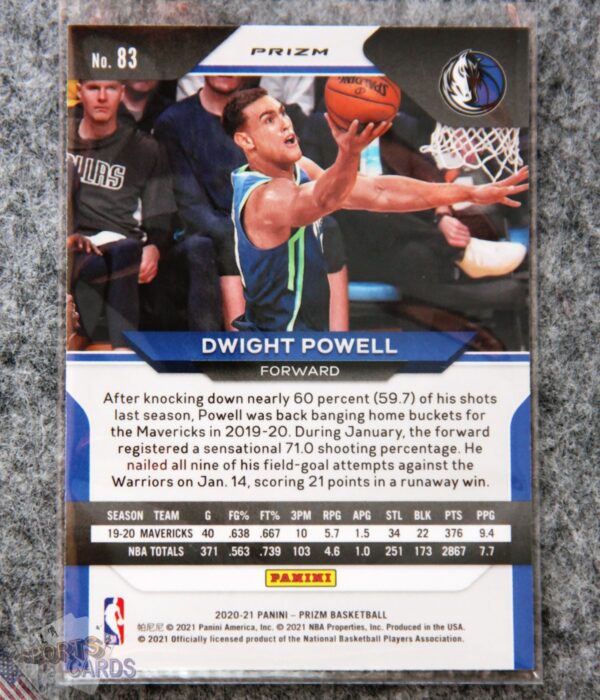 No. 83
PRIZM
SPALDING
DWIGHT POWELL
FORWARD
After knocking down nearly 60 percent (59.7) of his shots
last season, Powell was back banging home buckets for
the Mavericks in 2019-20. During January, the forward
registered a sensational 71.0 shooting percentage. He
nailed all nine of his field-goal attempts against the
Warriors on Jan. 14, scoring 21 points in a runaway win.
SEASON TEAM G FG% FT% 3PM RPG APG STL BLK PTS PPG
19-20 MAVERICKS 40 .638 .667 10 5.7 1.5 34 22 376 9.4
NBA TOTALS 371 .563 .739 103 4.6 1.0 251 173 2867 7.7
PANINI
2020-21 PANINI – PRIZM BASKETBALL
帕尼尼 © 2021 Panini America, Inc. © 2021 NBA Properties, Inc. Produced in the USA.
© 2021 Officially licensed product of the National Basketball Players Association.
SPORTS
CARDS